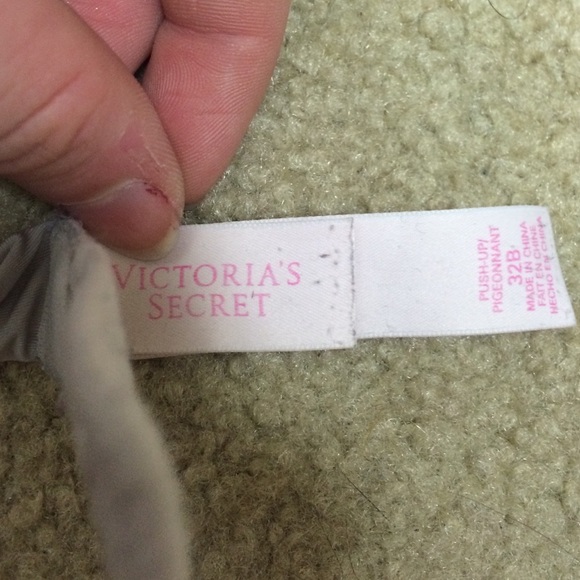 VICTORIA'S
SECRET
PUSH-UP/
PIGEONNANT
32B
MADE IN CHINA
FAIT EN CHINE
HECHO EN CHINA